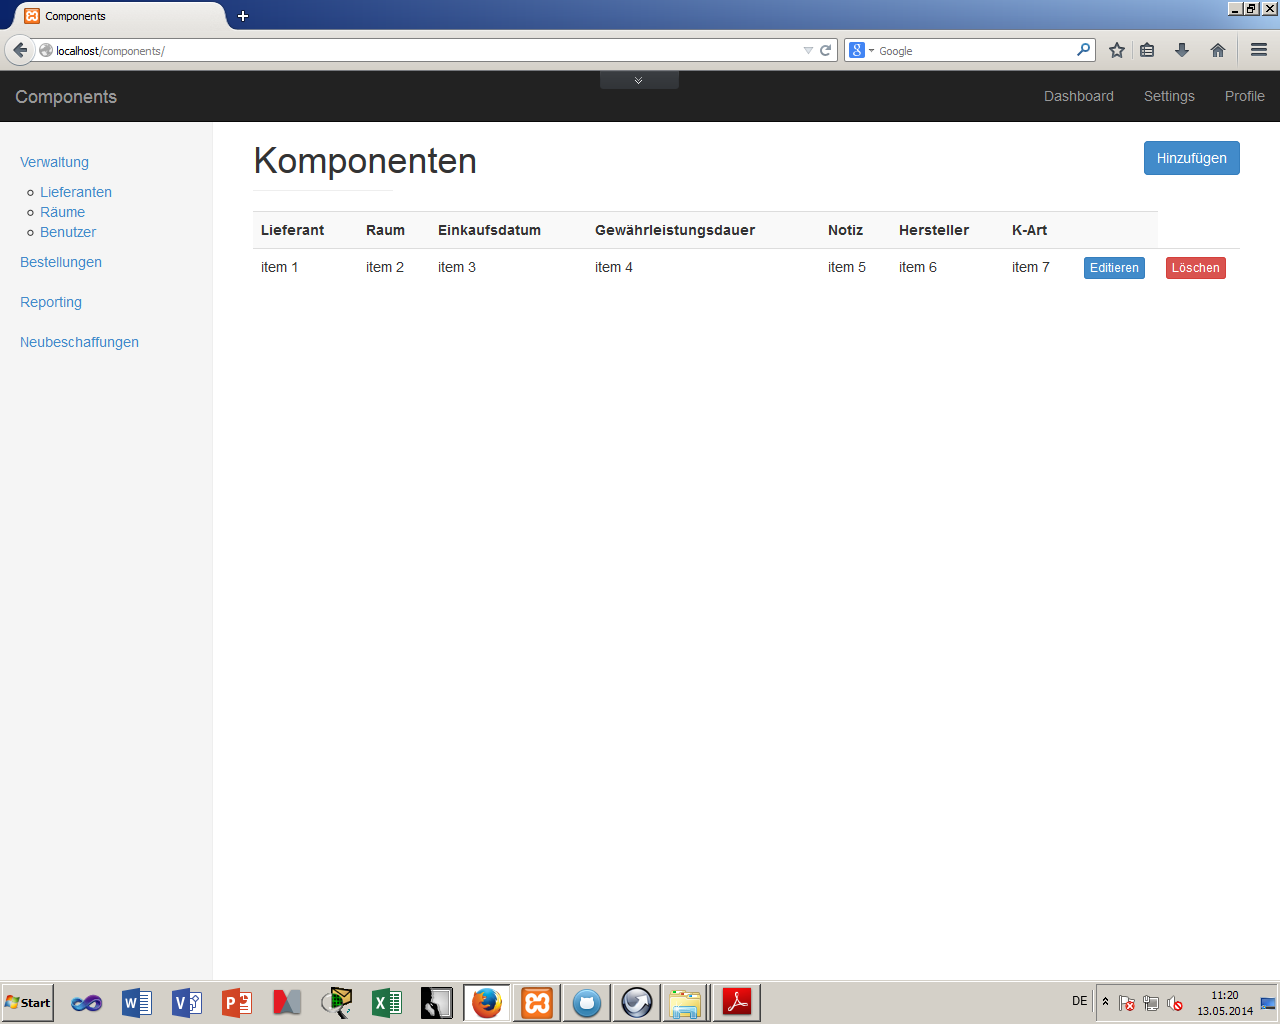 Components
localhost/components/
Google
Components
Dashboard Settings Profile
Verwaltung
Lieferanten
Räume
Benutzer
Bestellungen
Reporting
Neubeschaffungen
Komponenten
Hinzufügen
Lieferant Raum Einkaufsdatum Gewährleistungsdauer Notiz Hersteller K-Art
item 1 item 2 item 3 item 4 item 5 item 6 item 7 Editieren Löschen
Start
DE
11:20
13.05.2014